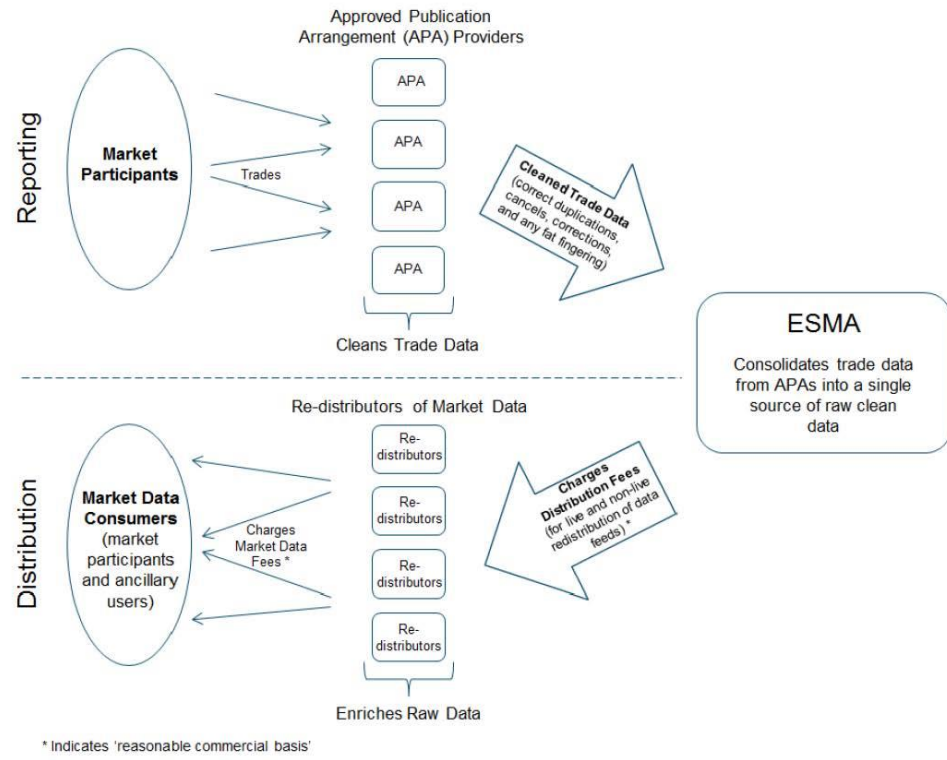 Approved Publication
Arrangement (APA) Providers
Reporting
Market
Participants
Trades
APA
APA
APA
APA
Cleans Trade Data
Cleaned Trade Data
(correct duplications,
cancels, corrections,
and any fat fingering)
ESMA
Consolidates trade data
from APAs into a single
source of raw clean
data
Re-distributors of Market Data
Distribution
Market Data
Consumers
(market
participants
and ancillary
users)
Charges
Market Data
Fees *
Re-
distributors
Re-
distributors
Re-
distributors
Re-
distributors
Enriches Raw Data
Charges
Distribution Fees
(for live and non-live
redistribution of data
feeds) *
* Indicates 'reasonable commercial basis'